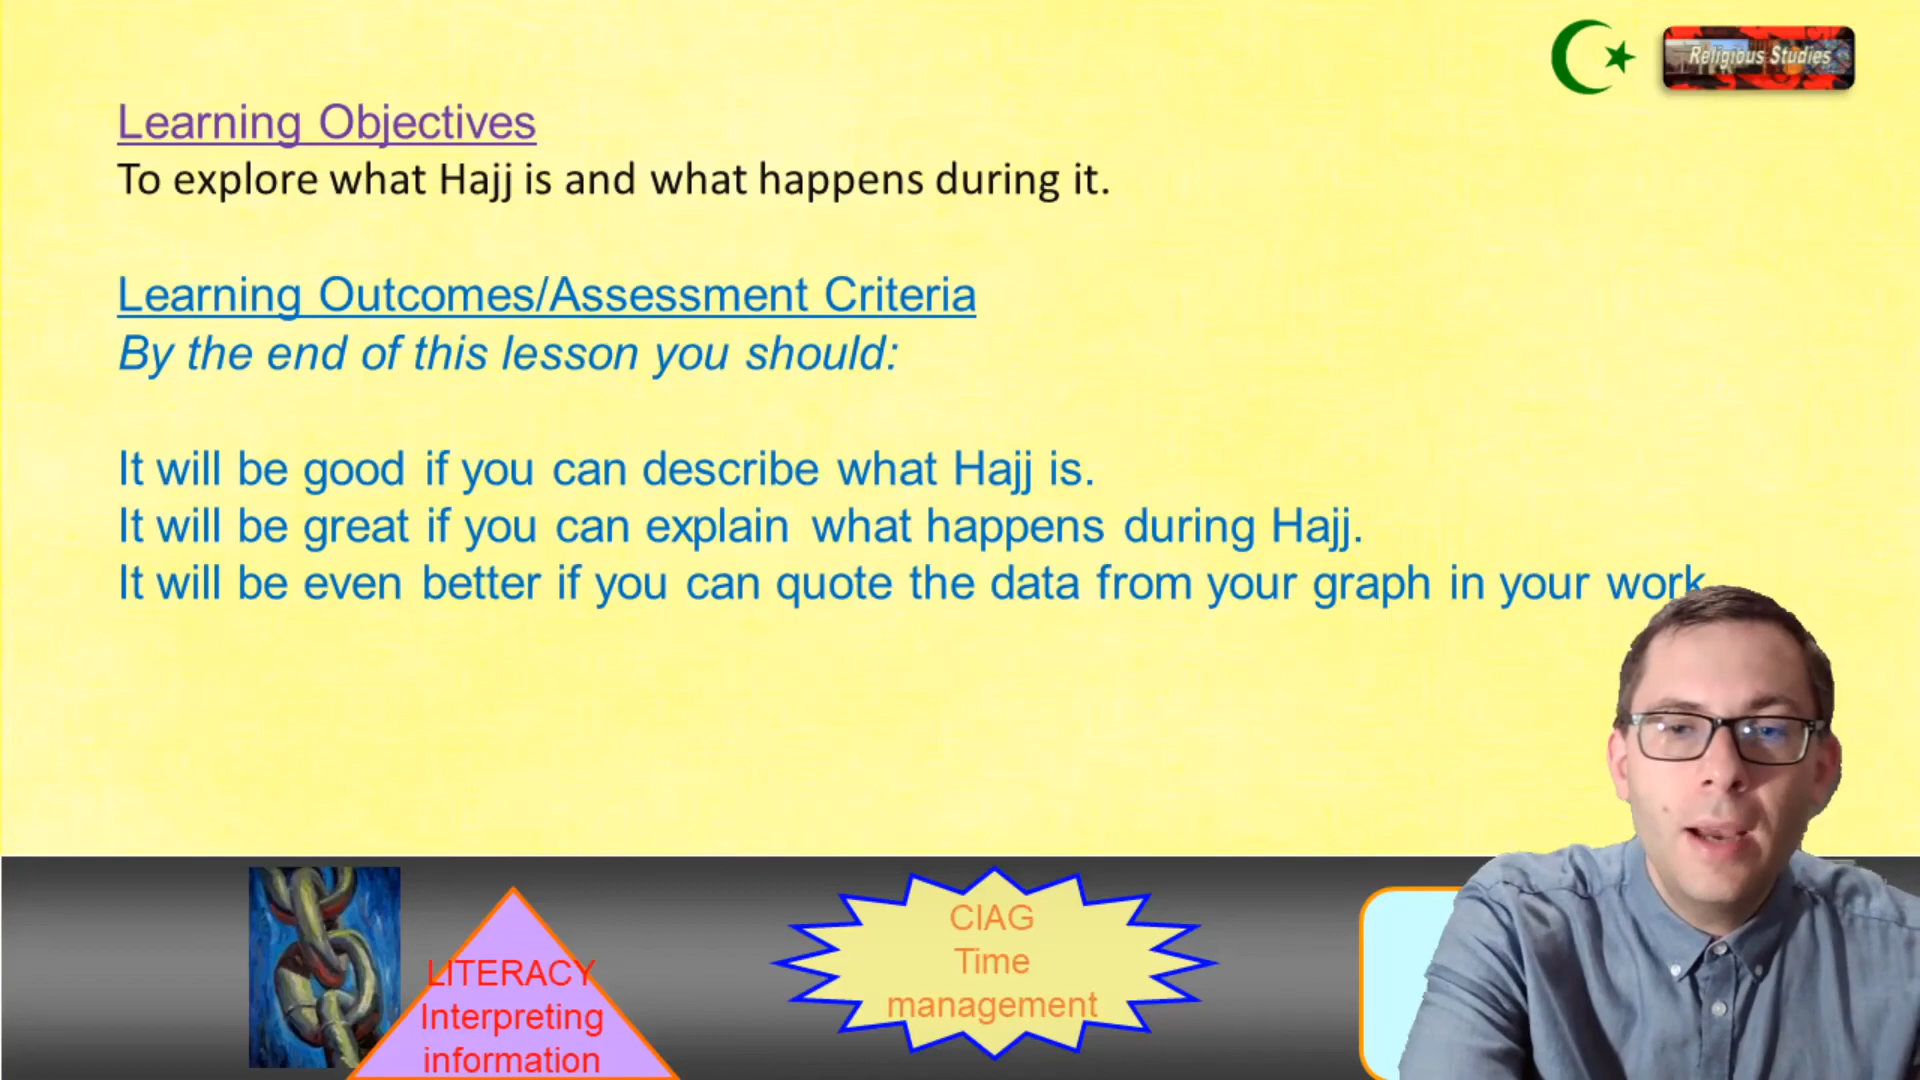 Religious Studies
Learning Objectives
To explore what Hajj is and what happens during it.
Learning Outcomes/Assessment Criteria
By the end of this lesson you should:
It will be good if you can describe what Hajj is.
It will be great if you can explain what happens during Hajj.
It will be even better if you can quote the data from your graph in your work
LITERACY
Interpreting
information
CIAG
Time
management